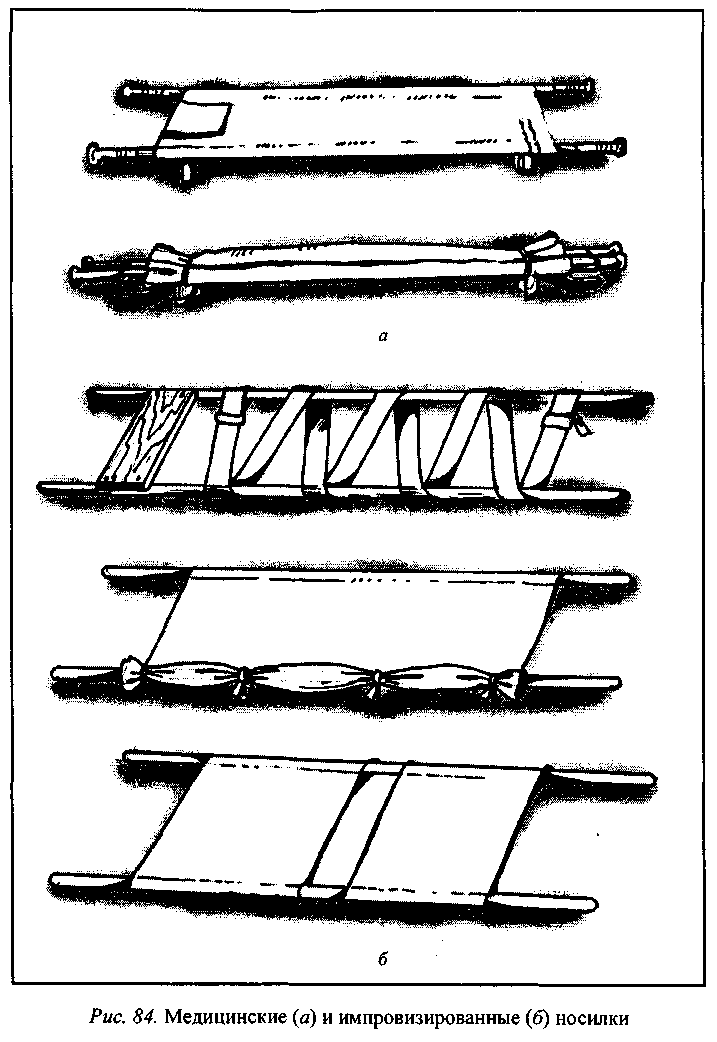 а
б
Рис. 84. Медицинские (а) и импровизированные (б) носилки